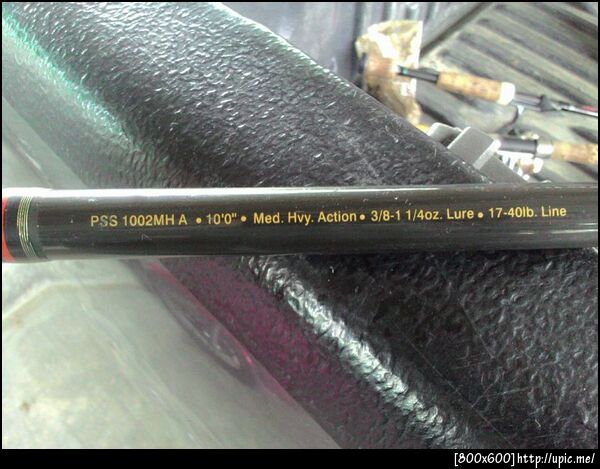 PSS 1002MH A • 10'0" • Med. Hvy. Action • 3/8-1 1/4oz. Lure • 17-40lb. Line
[800x600]http://upic.me/